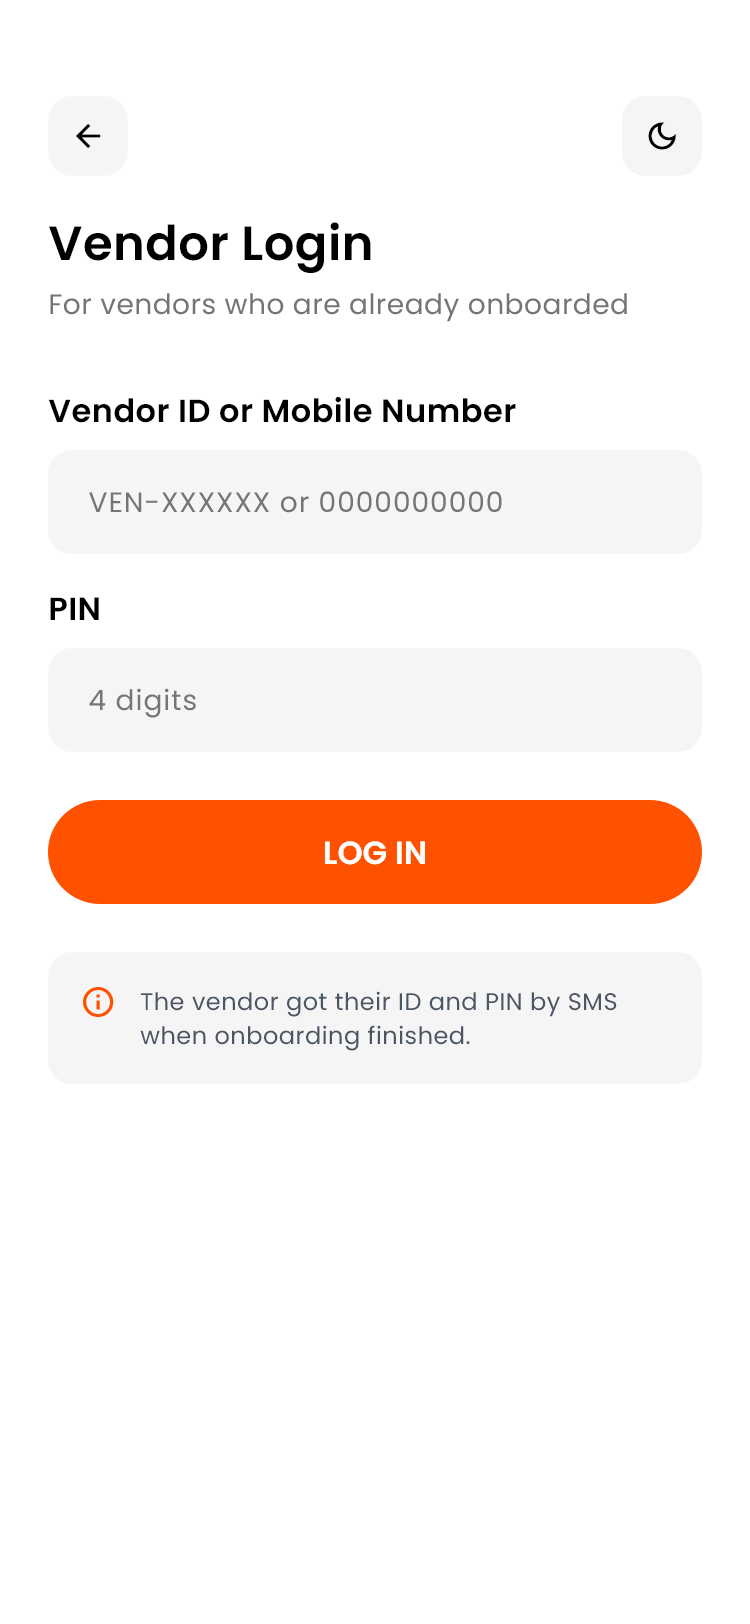 Vendor Login
For vendors who are already onboarded
Vendor ID or Mobile Number
VEN-XXXXXX or 0000000000
PIN
4 digits
LOG IN
The vendor got their ID and PIN by SMS
when onboarding finished.